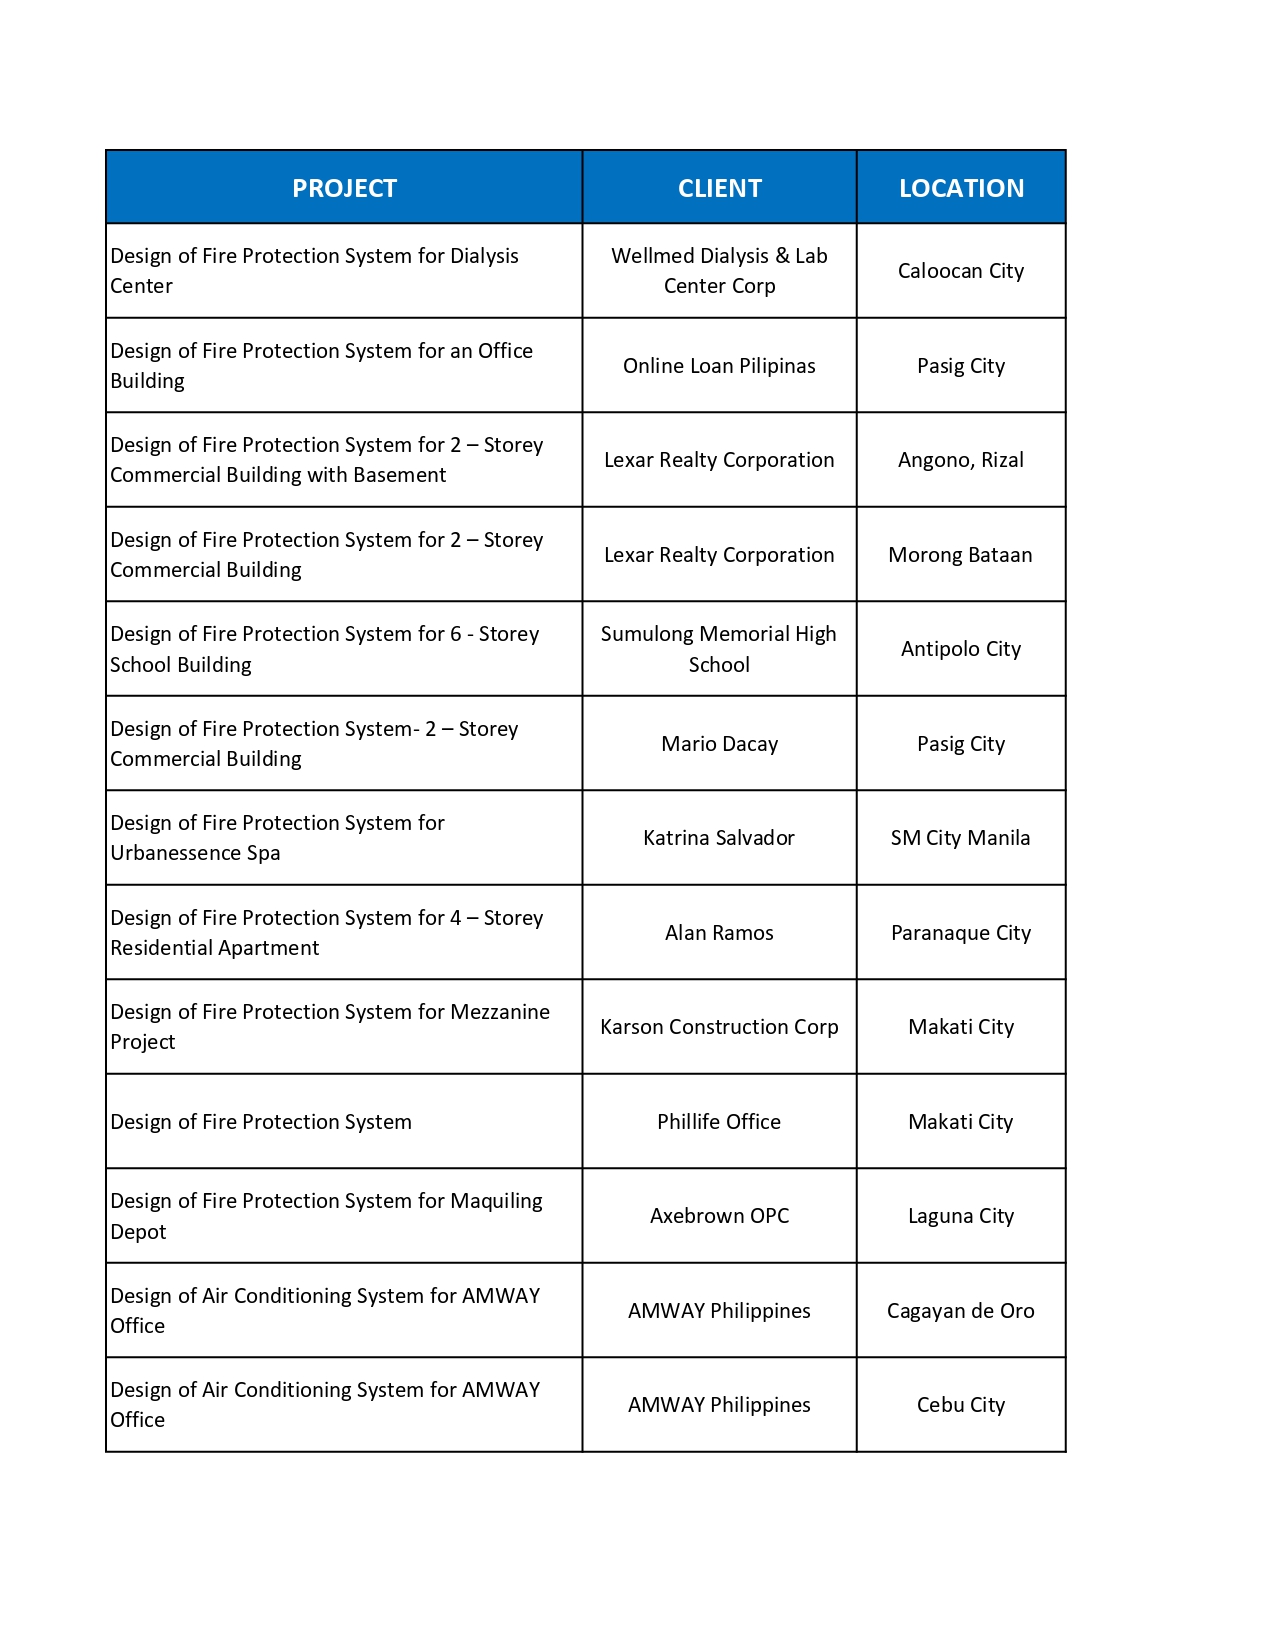 PROJECT CLIENT LOCATION
Design of Fire Protection System for Dialysis
Center
Wellmed Dialysis & Lab
Center Corp
Caloocan City
Design of Fire Protection System for an Office
Building
Online Loan Pilipinas
Pasig City
Design of Fire Protection System for 2 – Storey
Commercial Building with Basement
Lexar Realty Corporation
Angono, Rizal
Design of Fire Protection System for 2 – Storey
Commercial Building
Lexar Realty Corporation
Morong Bataan
Design of Fire Protection System for 6 - Storey
School Building
Sumulong Memorial High
School
Antipolo City
Design of Fire Protection System- 2 – Storey
Commercial Building
Mario Dacay
Pasig City
Design of Fire Protection System for
Urbanessence Spa
Katrina Salvador
SM City Manila
Design of Fire Protection System for 4 – Storey
Residential Apartment
Alan Ramos
Paranaque City
Design of Fire Protection System for Mezzanine
Project
Karson Construction Corp
Makati City
Design of Fire Protection System
Phillife Office
Makati City
Design of Fire Protection System for Maquiling
Depot
Axebrown OPC
Laguna City
Design of Air Conditioning System for AMWAY
Office
AMWAY Philippines
Cagayan de Oro
Design of Air Conditioning System for AMWAY
Office
AMWAY Philippines
Cebu City